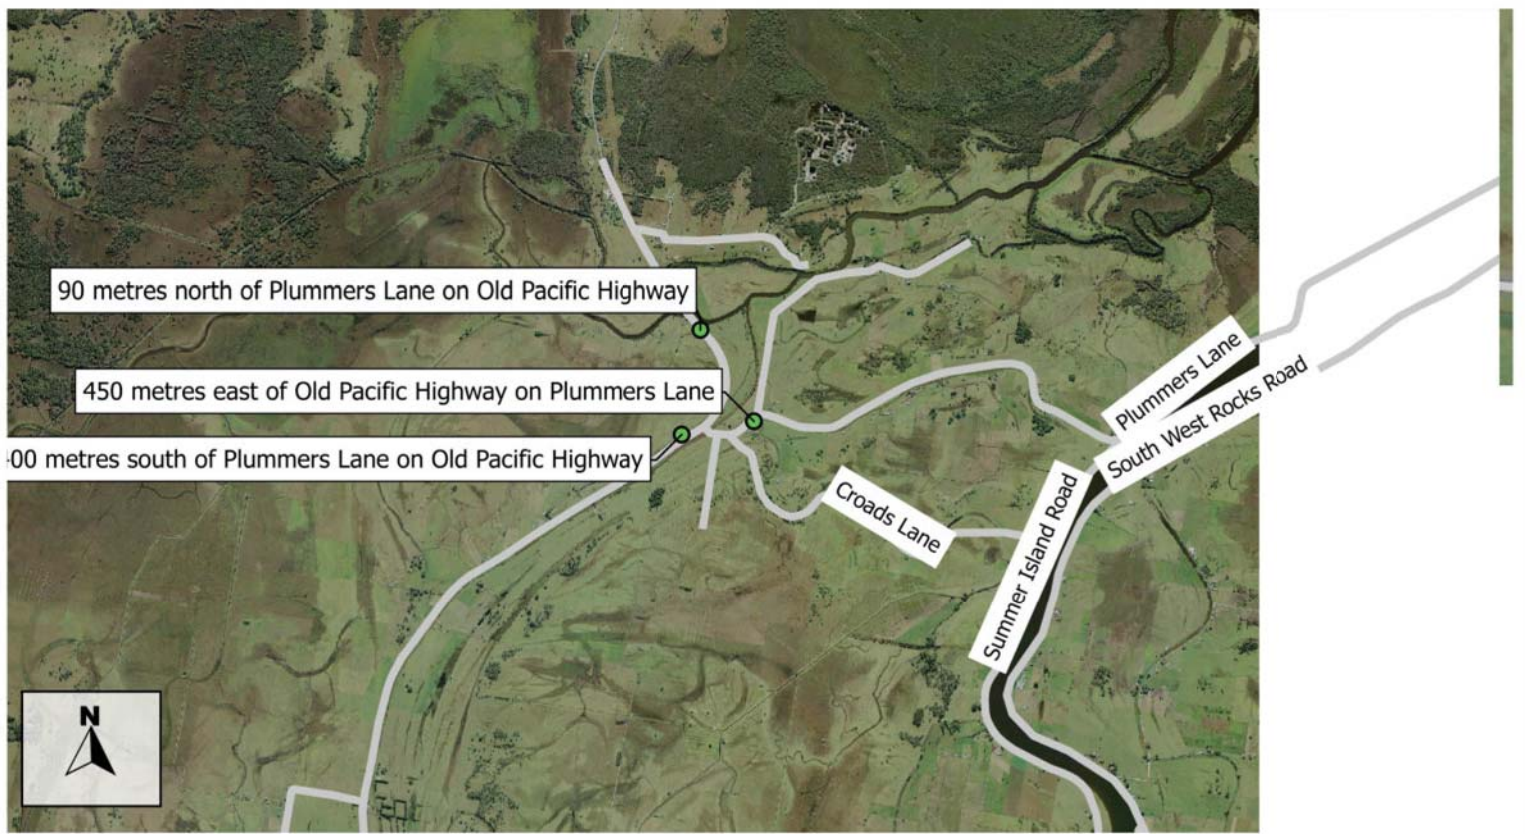 90 metres north of Plummers Lane on Old Pacific Highway
450 metres east of Old Pacific Highway on Plummers Lane
00 metres south of Plummers Lane on Old Pacific Highway
Plummers Lane
South West Rocks Road
Croads Lane
Summer Island Road
N